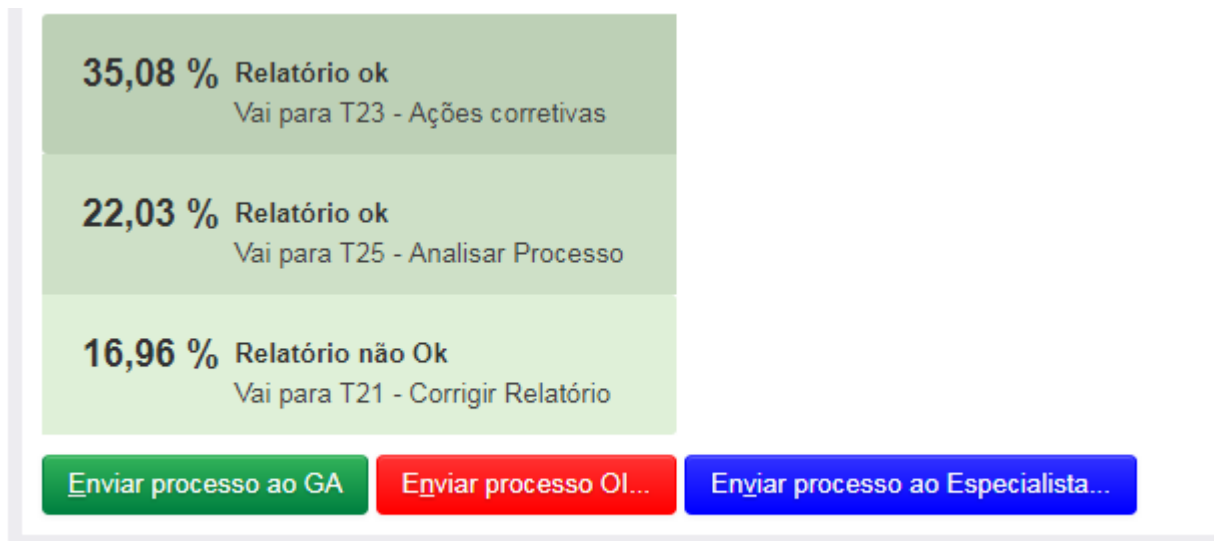 35,08 % Relatório ok
Vai para T23 - Ações corretivas
22,03 % Relatório ok
Vai para T25 - Analisar Processo
16,96 % Relatório não Ok
Vai para T21 - Corrigir Relatório
Enviar processo ao GA Enviar processo OI... Enviar processo ao Especialista...